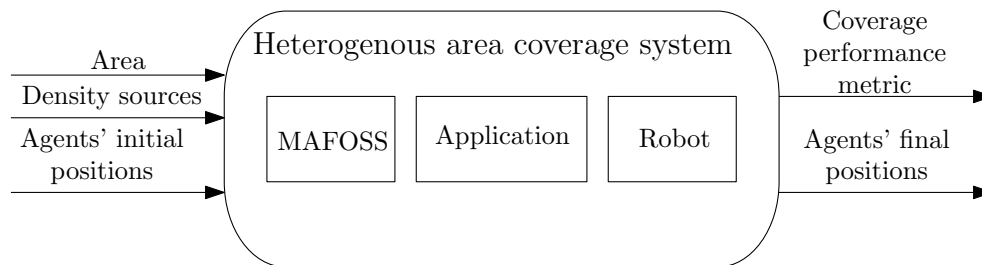 Area
Density sources
Agents' initial
positions
Heterogenous area coverage system
MAFOSS
Application
Robot
Coverage
performance
metric
Agents' final
positions